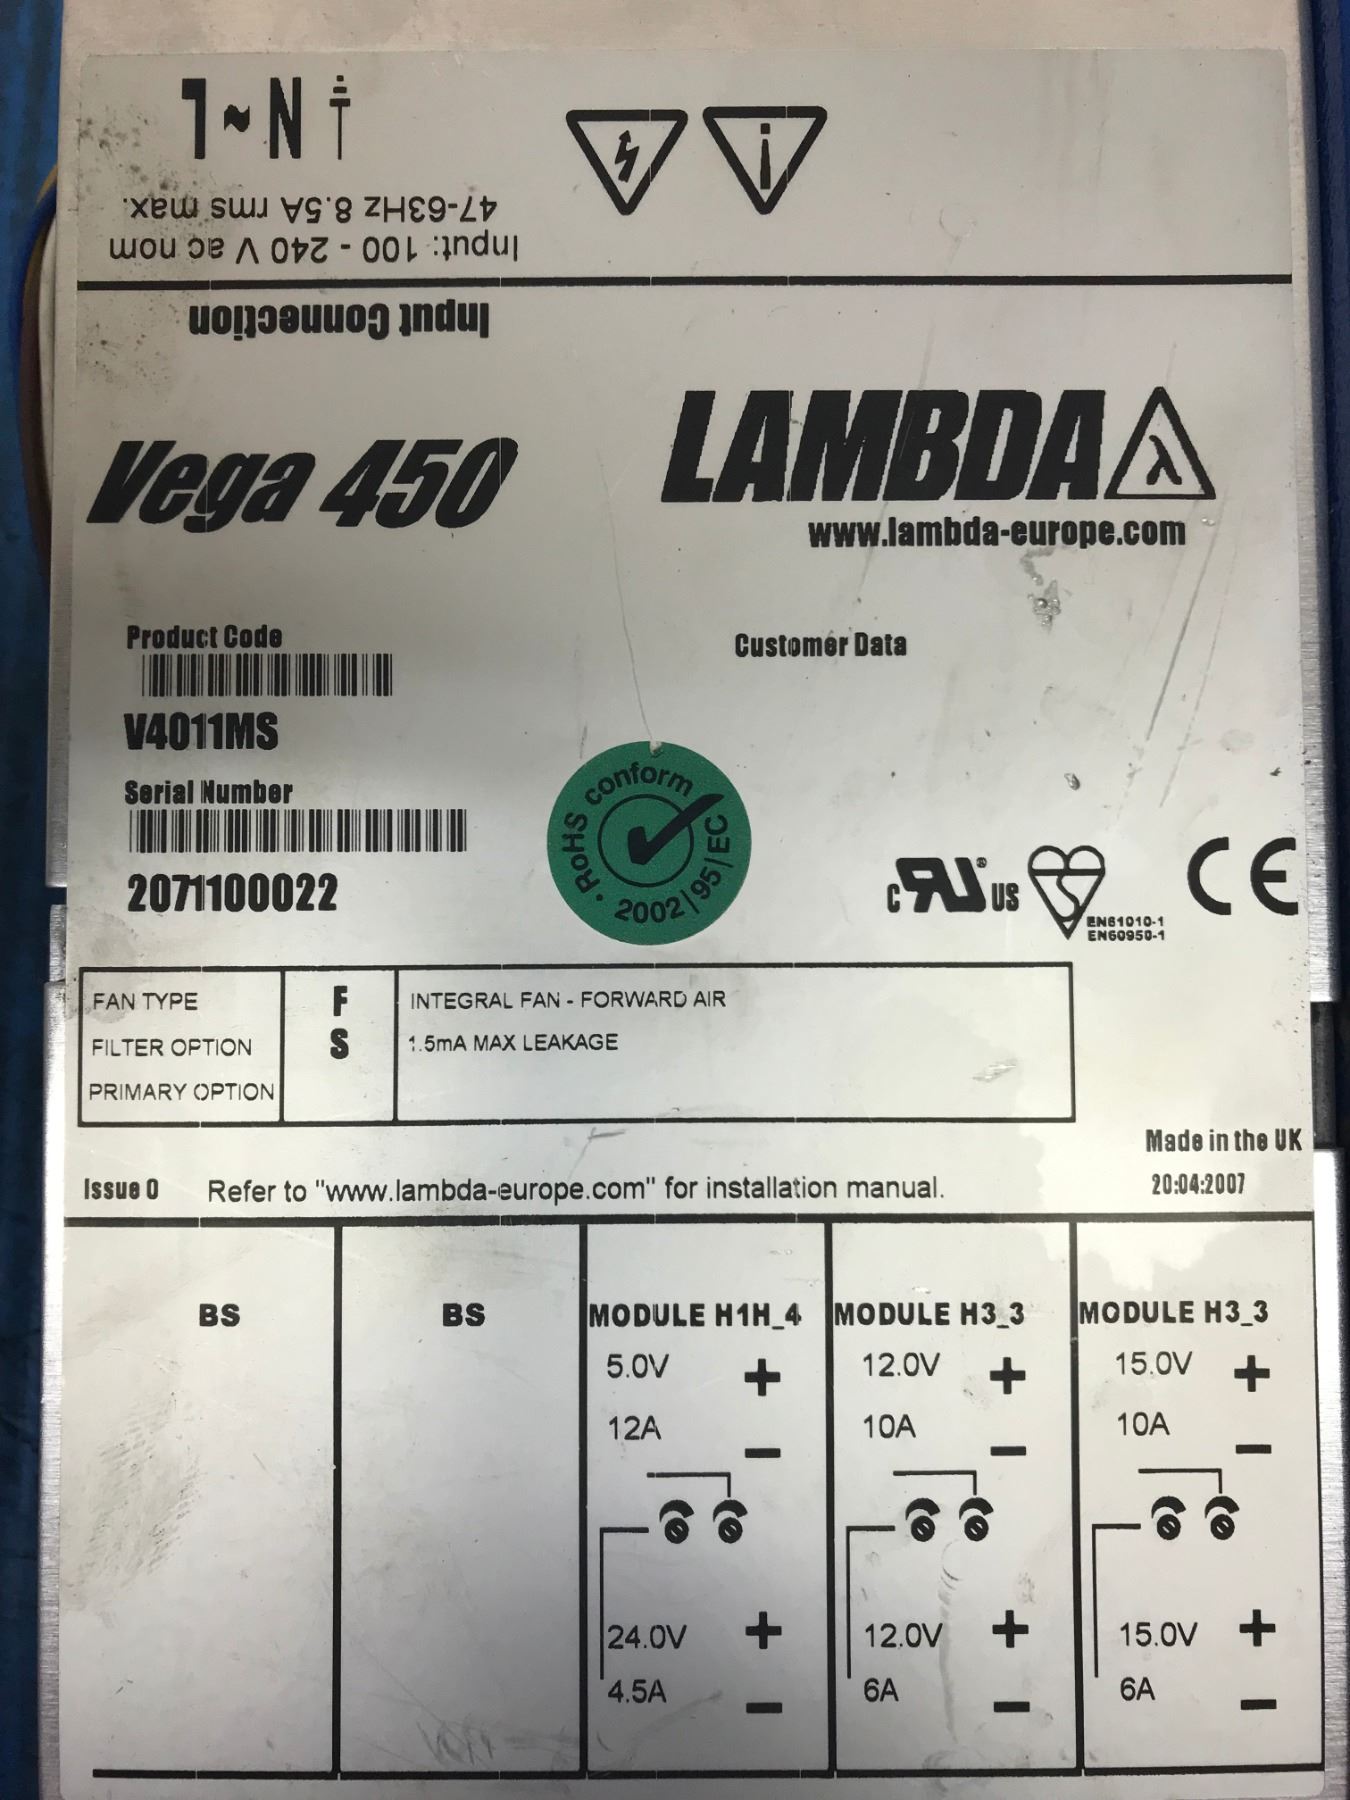 L ~ N
47-63Hz 8.5A rms max.
Input: 100 - 240 V ac nom
Input Connection
Vega 450
LAMBDA λ
www.lambda-europe.com
Product Code
V4011MS
Customer Data
Serial Number
2071100022
RoHS conform
2002/95/EC
c RU ® US
EN61010-1
EN60950-1
CE
FAN TYPE F INTEGRAL FAN - FORWARD AIR
FILTER OPTION S 1.5mA MAX LEAKAGE
PRIMARY OPTION
Made in the UK
20:04:2007
Issue 0 Refer to "www.lambda-europe.com" for installation manual.
BS
BS
MODULE H1H_4
5.0V +
12A −
24.0V +
4.5A −
MODULE H3_3
12.0V +
10A −
12.0V +
6A −
MODULE H3_3
15.0V +
10A −
15.0V +
6A −